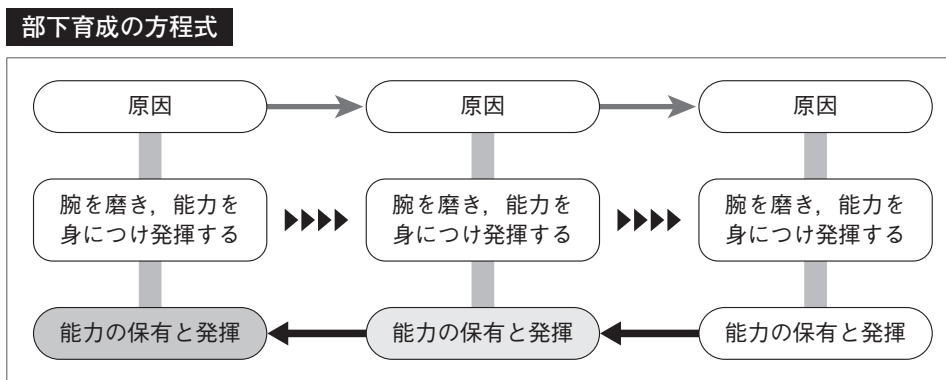 部下育成の方程式
原因
原因
原因
腕を磨き，能力を
身につけ発揮する
腕を磨き，能力を
身につけ発揮する
腕を磨き，能力を
身につけ発揮する
能力の保有と発揮
能力の保有と発揮
能力の保有と発揮